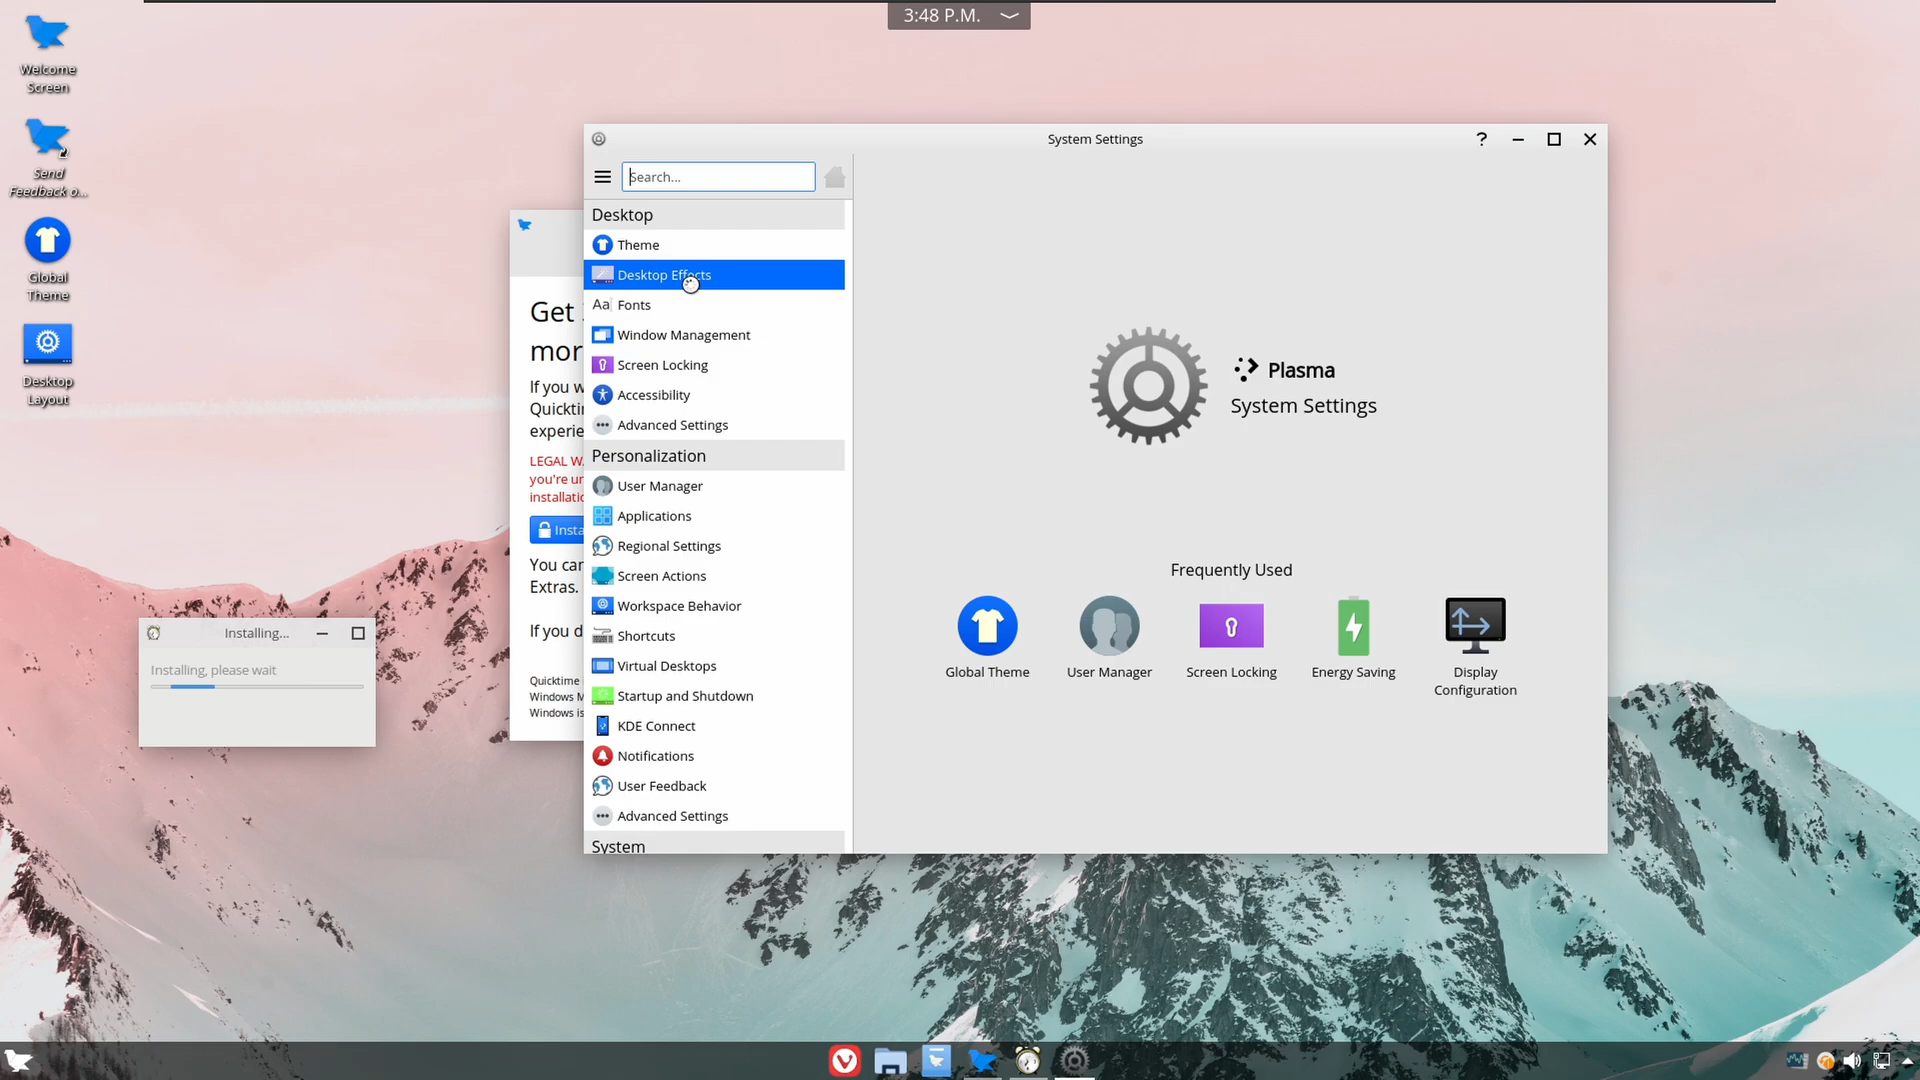 3:48 P.M.
Welcome
Screen
Send
Feedback o...
Global
Theme
Desktop
Layout
System Settings
?
Search...
Desktop
Theme
Desktop Effects
Aa Fonts
Window Management
Screen Locking
Accessibility
Advanced Settings
Personalization
User Manager
Applications
Regional Settings
Screen Actions
Workspace Behavior
Shortcuts
Virtual Desktops
Startup and Shutdown
KDE Connect
Notifications
User Feedback
Advanced Settings
System
Plasma
System Settings
Frequently Used
Global Theme
User Manager
Screen Locking
Energy Saving
Display
Configuration
Get
mor
If you w
Quickti
experie
LEGAL W
you're ur
installatio
Insta
You can
Extras.
If you d
Quicktime
Windows M
Windows is
Installing...
Installing, please wait